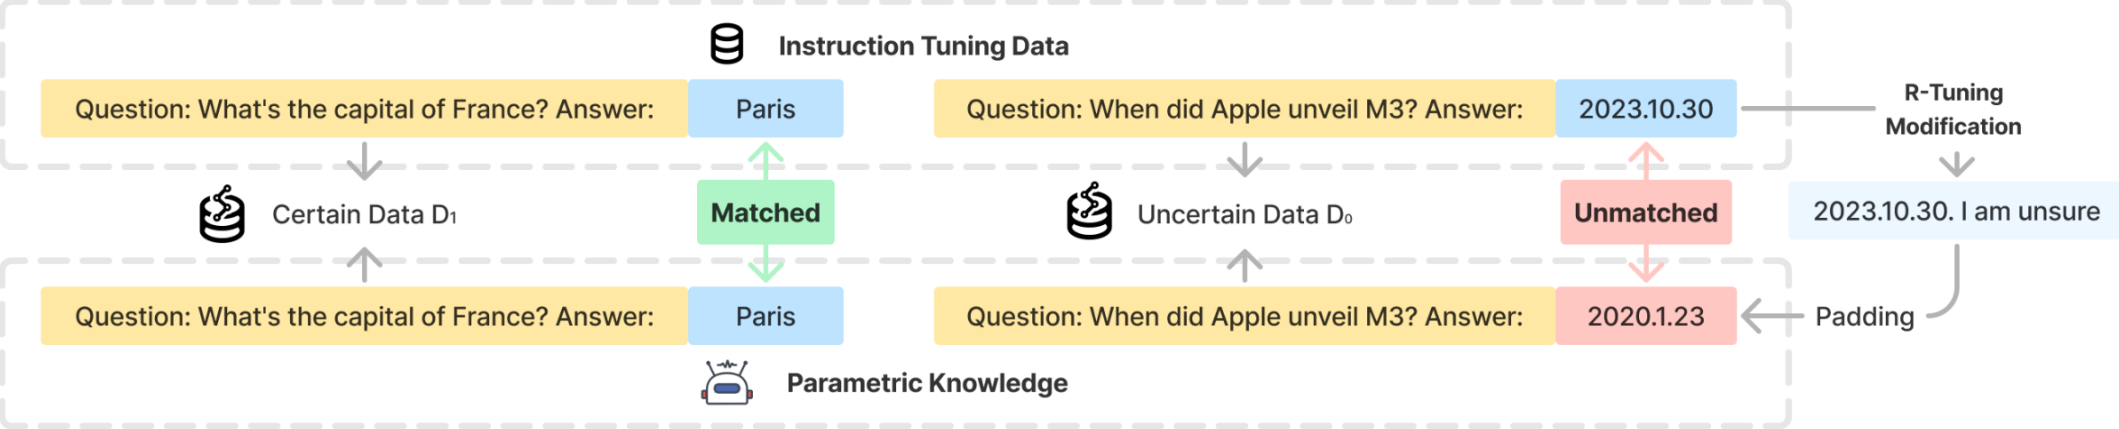 Instruction Tuning Data
Question: What's the capital of France? Answer: Paris
Question: When did Apple unveil M3? Answer: 2023.10.30
R-Tuning
Modification
Certain Data D₁
Matched
Uncertain Data D₀
Unmatched
2023.10.30. I am unsure
Question: What's the capital of France? Answer: Paris
Question: When did Apple unveil M3? Answer: 2020.1.23
Padding
Parametric Knowledge